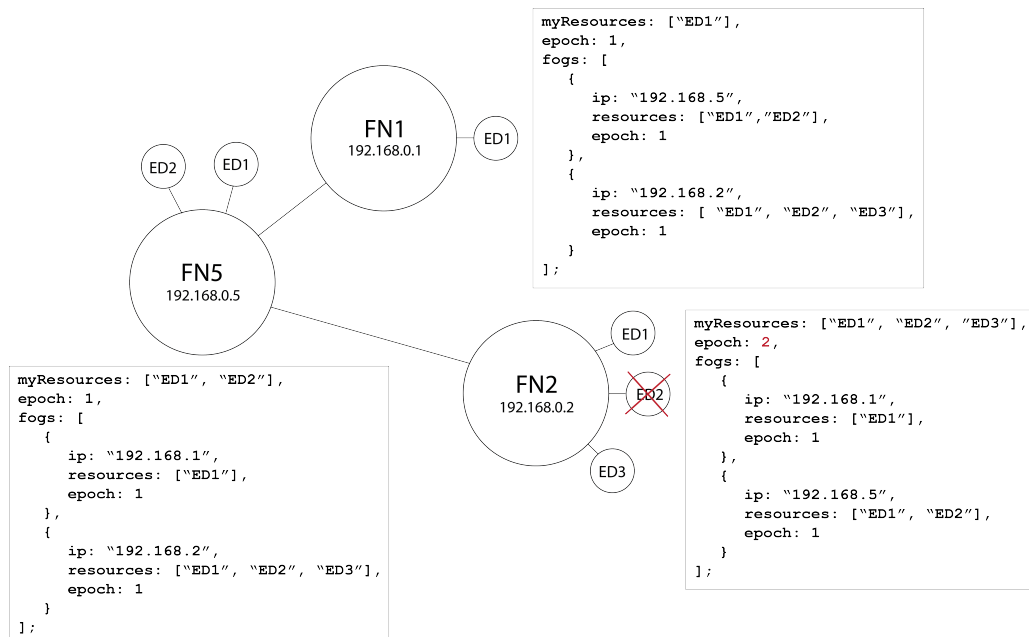 myResources: [“ED1”],
epoch: 1,
fogs: [
{
ip: “192.168.5”,
resources: [“ED1”,”ED2”],
epoch: 1
},
{
ip: “192.168.2”,
resources: [ “ED1”, “ED2”, “ED3”],
epoch: 1
}
];
FN1
192.168.0.1
ED1
ED2
ED1
FN5
192.168.0.5
FN2
192.168.0.2
ED1
ED2
ED3
myResources: [“ED1”, “ED2”, ”ED3”],
epoch: 2,
fogs: [
{
ip: “192.168.1”,
resources: [“ED1”],
epoch: 1
},
{
ip: “192.168.5”,
resources: [“ED1”, “ED2”],
epoch: 1
}
];
myResources: [“ED1”, “ED2”],
epoch: 1,
fogs: [
{
ip: “192.168.1”,
resources: [“ED1”],
epoch: 1
},
{
ip: “192.168.2”,
resources: [“ED1”, “ED2”, “ED3”],
epoch: 1
}
];